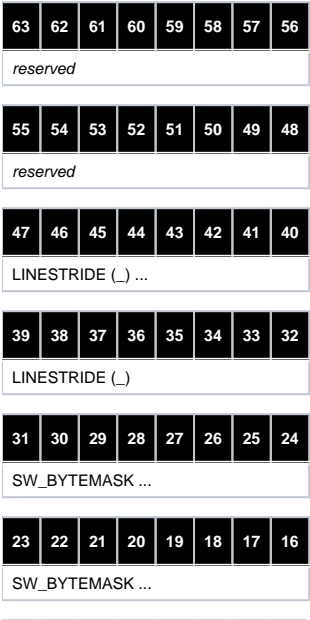 63 62 61 60 59 58 57 56
reserved
55 54 53 52 51 50 49 48
reserved
47 46 45 44 43 42 41 40
LINESTRIDE (_) ...
39 38 37 36 35 34 33 32
LINESTRIDE (_)
31 30 29 28 27 26 25 24
SW_BYTEMASK ...
23 22 21 20 19 18 17 16
SW_BYTEMASK ...